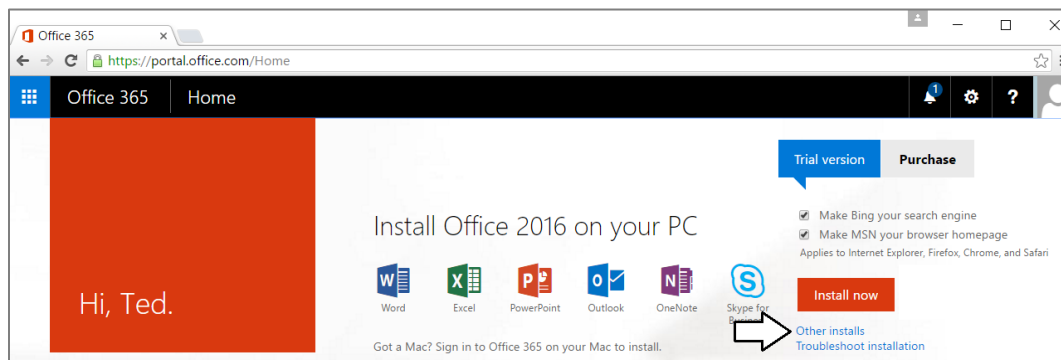 Office 365
https://portal.office.com/Home
Office 365
Home
1
?
Trial version
Purchase
Make Bing your search engine
Make MSN your browser homepage
Applies to Internet Explorer, Firefox, Chrome, and Safari
Install Office 2016 on your PC
Hi, Ted.
W
X
P
O
N
S
Word
Excel
PowerPoint
Outlook
OneNote
Skype for
Install now
Other installs
Troubleshoot installation
Got a Mac? Sign in to Office 365 on your Mac to install.